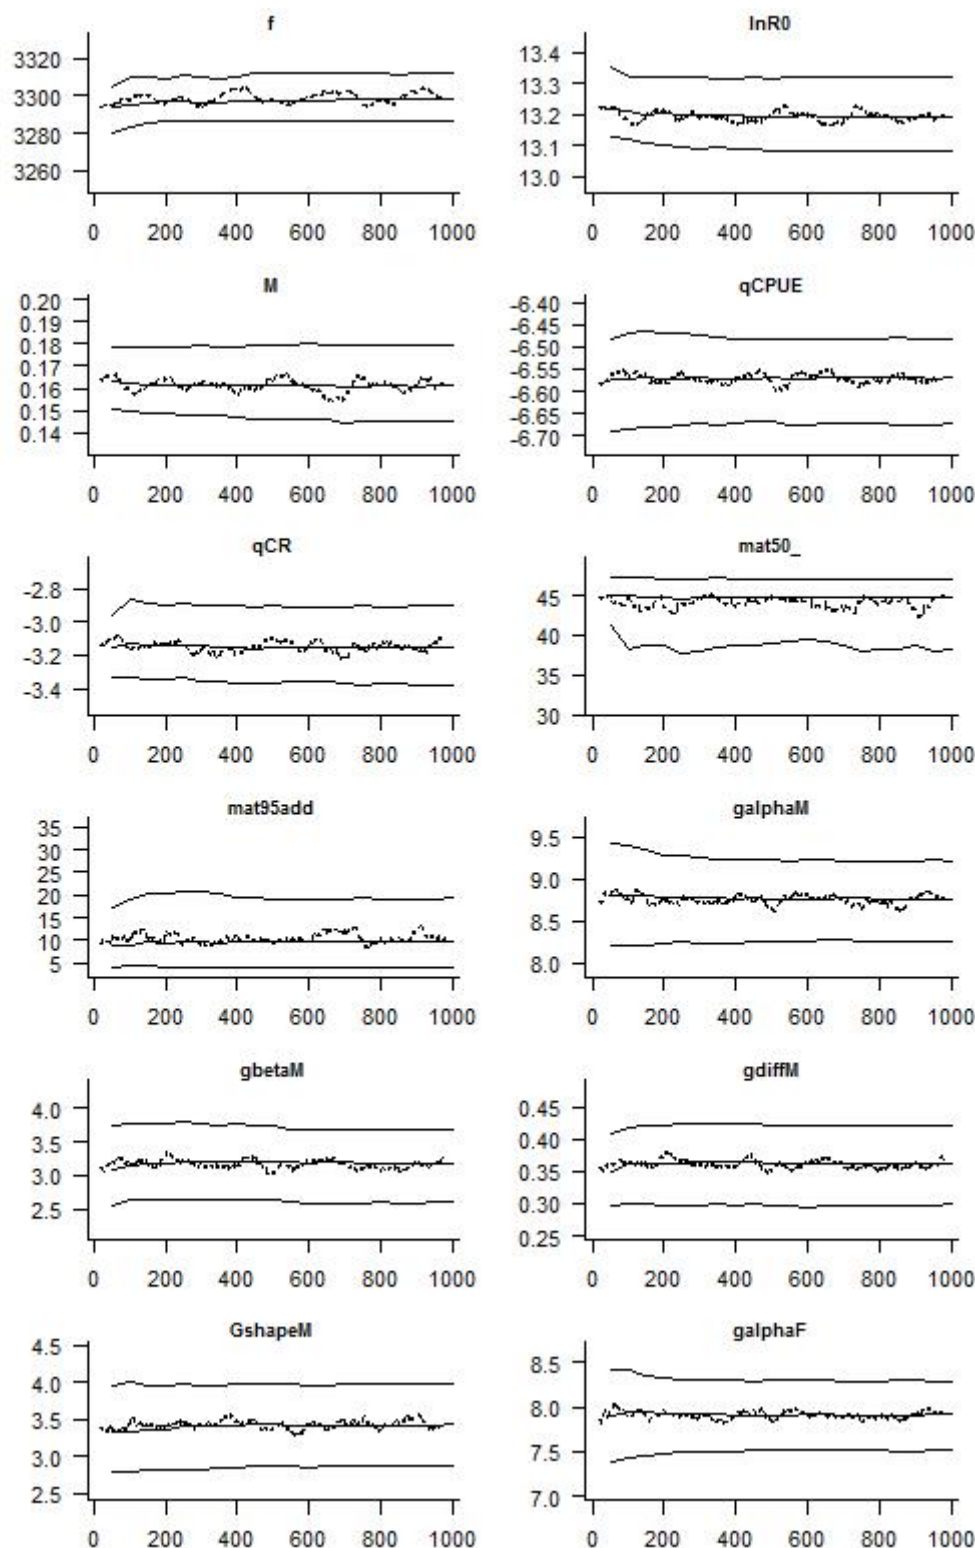 f
3320
3300
3280
3260
0 200 400 600 800 1000
lnR0
13.4
13.3
13.2
13.1
13.0
0 200 400 600 800 1000
M
0.20
0.19
0.18
0.17
0.16
0.15
0.14
0 200 400 600 800 1000
qCPUE
-6.40
-6.45
-6.50
-6.55
-6.60
-6.65
-6.70
0 200 400 600 800 1000
qCR
-2.8
-3.0
-3.2
-3.4
0 200 400 600 800 1000
mat50_
45
40
35
30
0 200 400 600 800 1000
mat95add
35
30
25
20
15
10
5
0 200 400 600 800 1000
galphaM
9.5
9.0
8.5
8.0
0 200 400 600 800 1000
gbetaM
4.0
3.5
3.0
2.5
0 200 400 600 800 1000
gdiffM
0.45
0.40
0.35
0.30
0.25
0 200 400 600 800 1000
GshapeM
4.5
4.0
3.5
3.0
2.5
0 200 400 600 800 1000
galphaF
8.5
8.0
7.5
7.0
0 200 400 600 800 1000